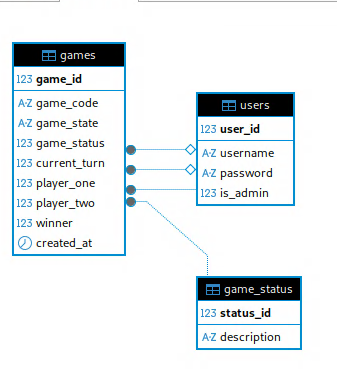 games
123 game_id
A-Z game_code
A-Z game_state
123 game_status
123 current_turn
123 player_one
123 player_two
123 winner
created_at
users
123 user_id
A-Z username
A-Z password
123 is_admin
game_status
123 status_id
A-Z description